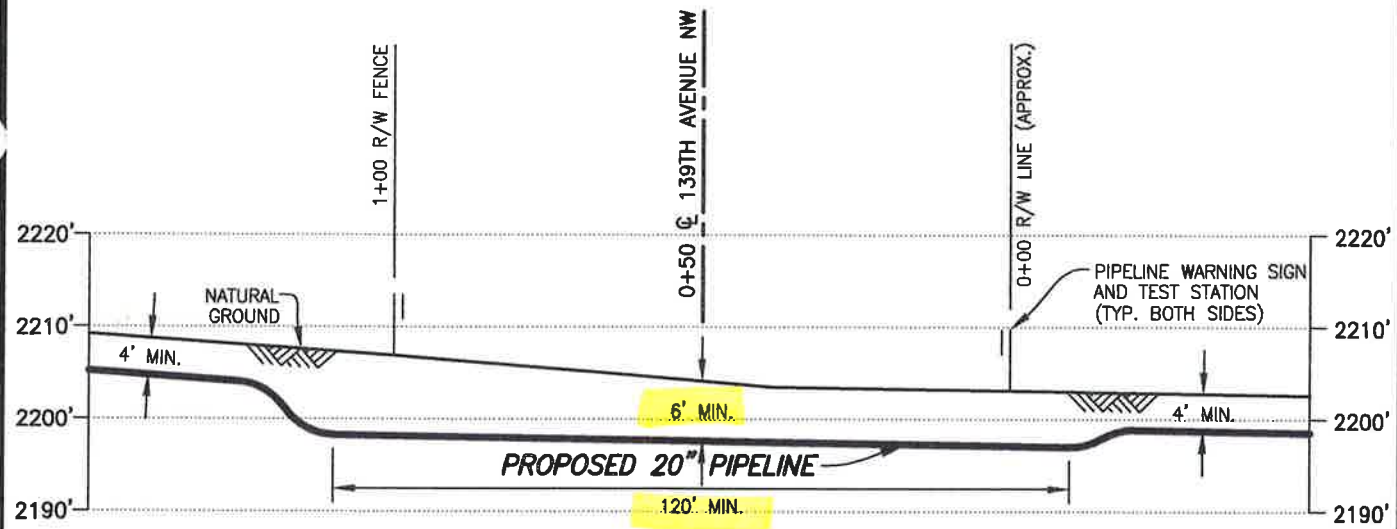 1+00 R/W FENCE
0+50 ℄ 139TH AVENUE NW
0+00 R/W LINE (APPROX.)
2220'
2220'
PIPELINE WARNING SIGN
AND TEST STATION
(TYP. BOTH SIDES)
NATURAL
GROUND
2210'
2210'
4' MIN.
6' MIN.
4' MIN.
2200'
2200'
PROPOSED 20" PIPELINE
120' MIN.
2190'
2190'